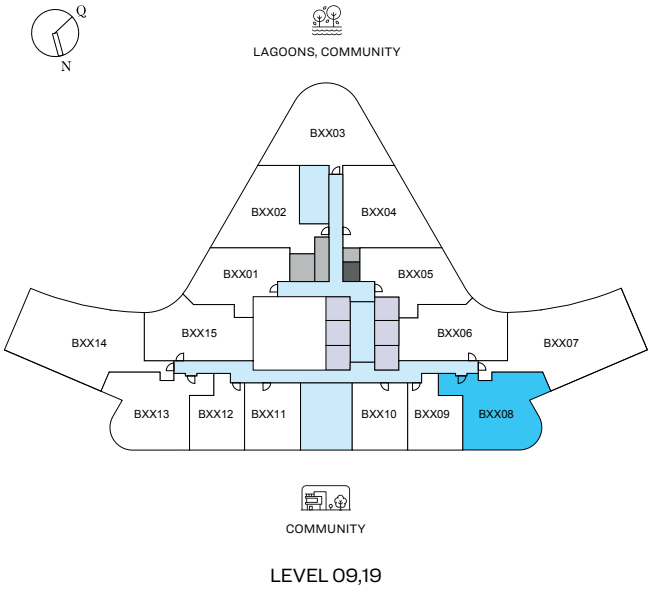 Q
N
LAGOONS, COMMUNITY
BXX03
BXX02
BXX04
BXX01
BXX05
BXX14
BXX15
BXX06
BXX07
BXX13
BXX12
BXX11
BXX10
BXX09
BXX08
COMMUNITY
LEVEL 09,19